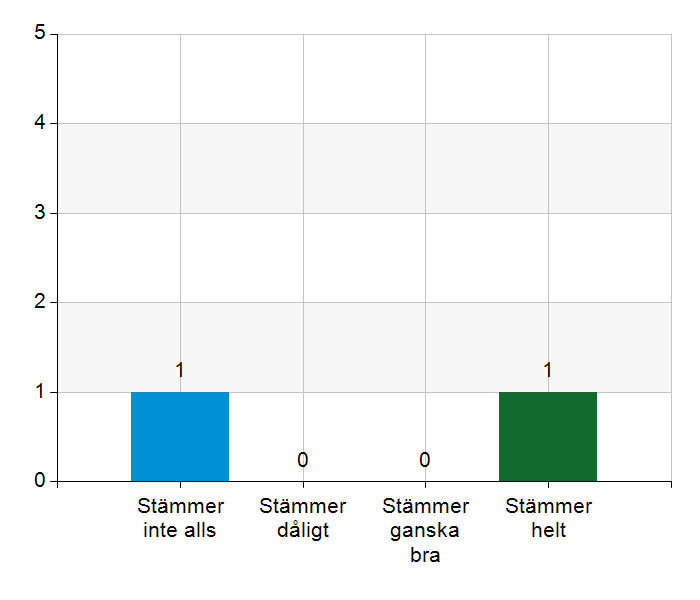 5
4
3
2
1
0
1
0
0
1
Stämmer
inte alls
Stämmer
dåligt
Stämmer
ganska
bra
Stämmer
helt